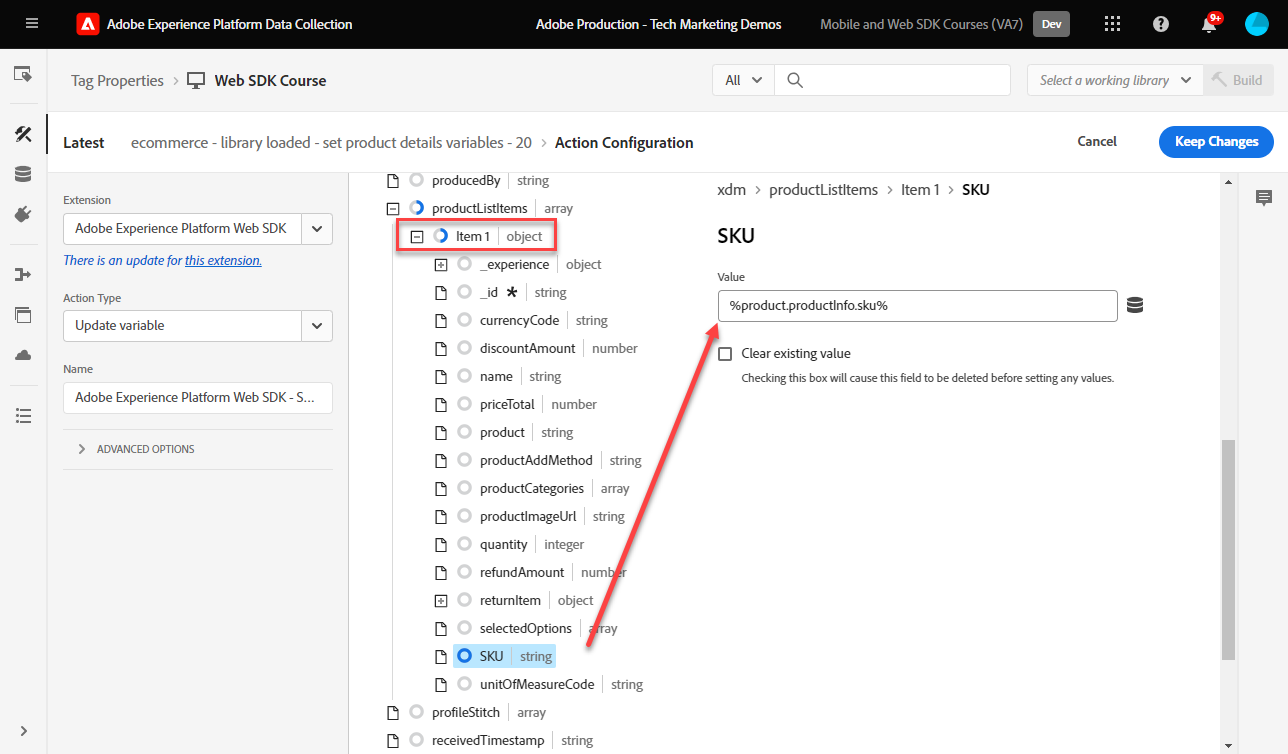 Adobe Experience Platform Data Collection
Adobe Production - Tech Marketing Demos
Mobile and Web SDK Courses (VA7) Dev
9+
Tag Properties > Web SDK Course
All
Select a working library
Build
Latest ecommerce - library loaded - set product details variables - 20 > Action Configuration
Cancel
Keep Changes
Extension
Adobe Experience Platform Web SDK
There is an update for this extension.
Action Type
Update variable
Name
Adobe Experience Platform Web SDK - S...
ADVANCED OPTIONS
producedBy string
productListItems array
Item 1 object
_experience object
_id * string
currencyCode string
discountAmount number
name string
priceTotal number
product string
productAddMethod string
productCategories array
productImageUrl string
quantity integer
refundAmount number
returnItem object
selectedOptions array
SKU string
unitOfMeasureCode string
profileStitch array
receivedTimestamp string
xdm > productListItems > Item 1 > SKU
SKU
Value
%product.productInfo.sku%
Clear existing value
Checking this box will cause this field to be deleted before setting any values.